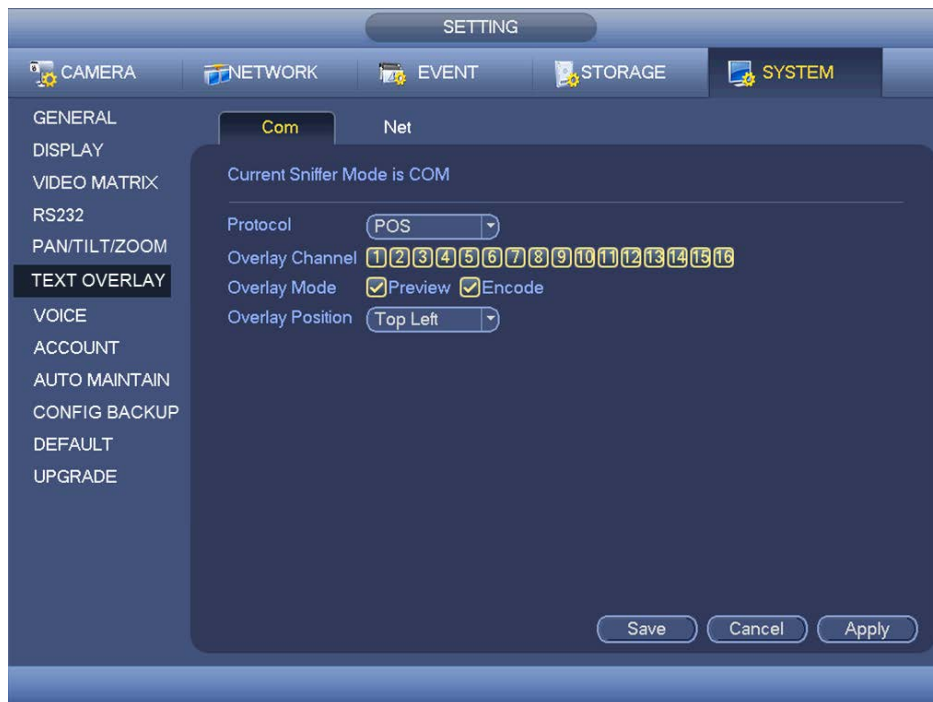 SETTING
CAMERA NETWORK EVENT STORAGE SYSTEM
GENERAL
DISPLAY
VIDEO MATRIX
RS232
PAN/TILT/ZOOM
TEXT OVERLAY
VOICE
ACCOUNT
AUTO MAINTAIN
CONFIG BACKUP
DEFAULT
UPGRADE
Com Net
Current Sniffer Mode is COM
Protocol POS
Overlay Channel 1 2 3 4 5 6 7 8 9 10 11 12 13 14 15 16
Overlay Mode Preview Encode
Overlay Position Top Left
Save Cancel Apply